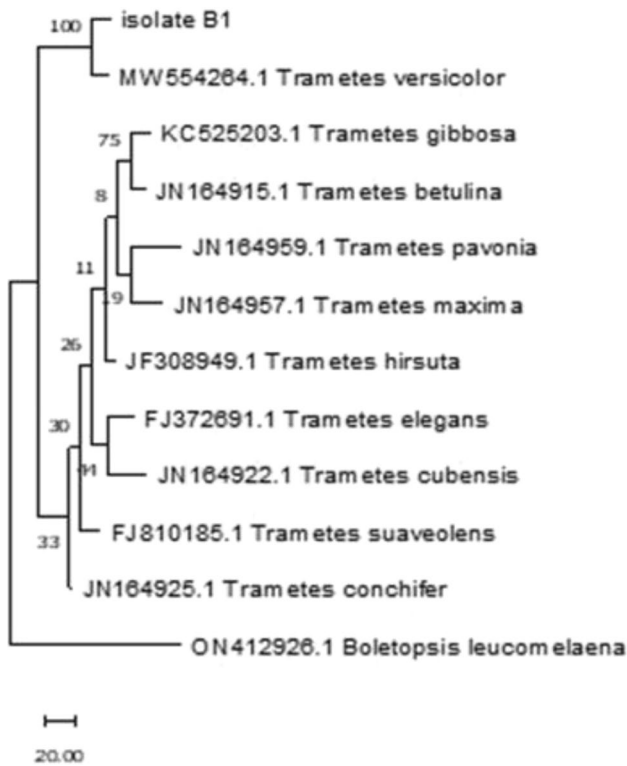 100
isolate B1
MW554264.1 Trametes versicolor
KC525203.1 Trametes gibbosa
75
JN164915.1 Trametes betulina
8
JN164959.1 Trametes pavonia
11
19
JN164957.1 Trametes maxima
26
JF308949.1 Trametes hirsuta
30
FJ372691.1 Trametes elegans
44
JN164922.1 Trametes cubensis
33
FJ810185.1 Trametes suaveolens
JN164925.1 Trametes conchifer
ON412926.1 Boletopsis leucomelaena
20.00